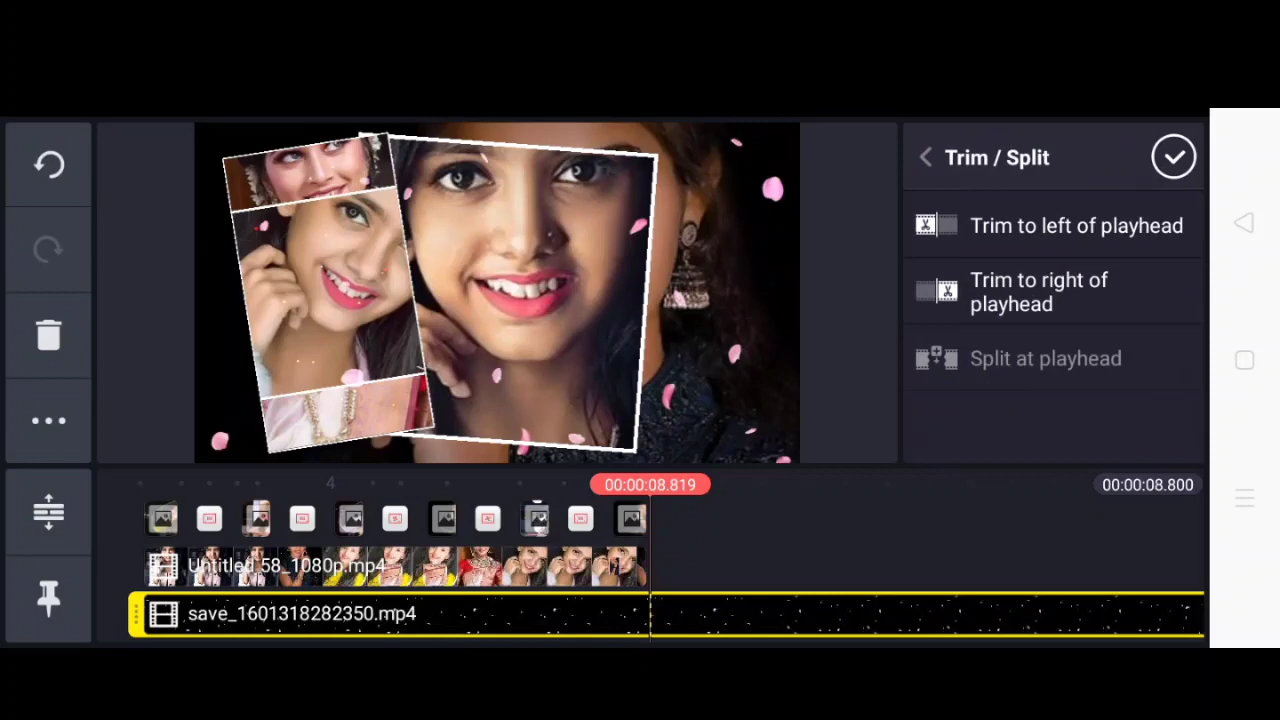 Trim / Split
Trim to left of playhead
Trim to right of
playhead
Split at playhead
4
00:00:08.819
00:00:08.800
Untitled 58_1080p.mp4
save_1601318282350.mp4